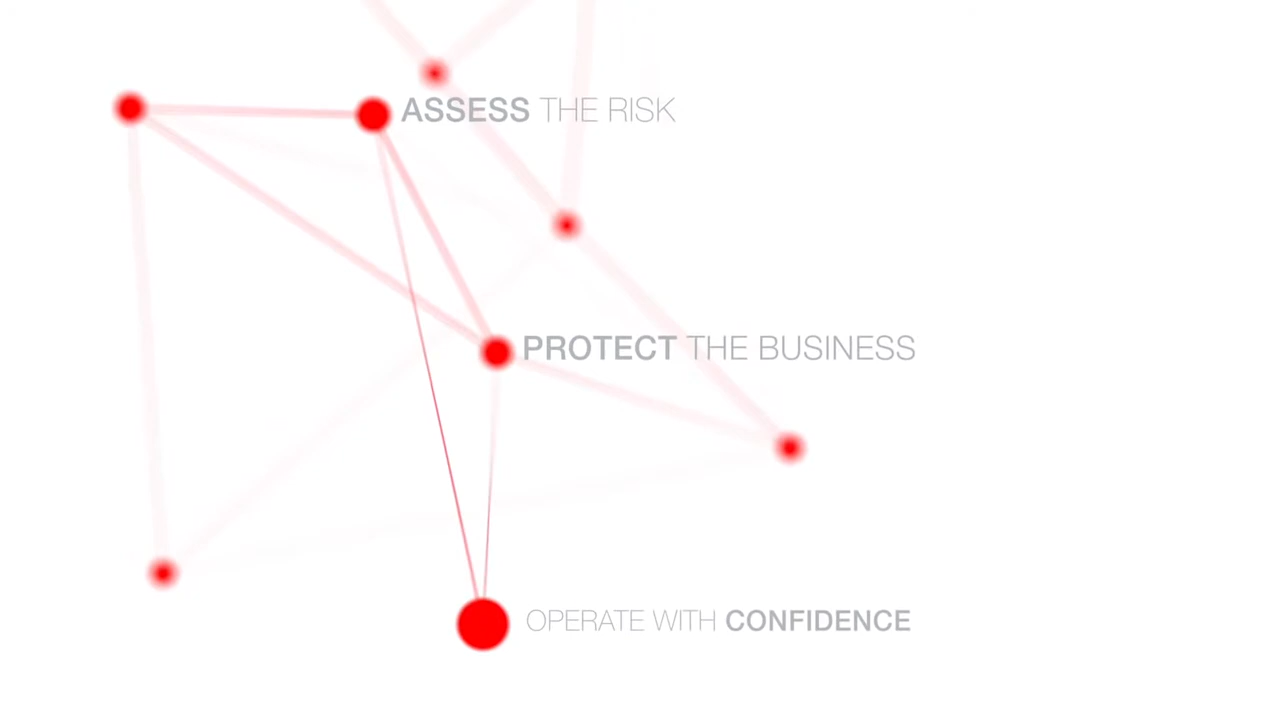 ASSESS THE RISK
PROTECT THE BUSINESS
OPERATE WITH CONFIDENCE